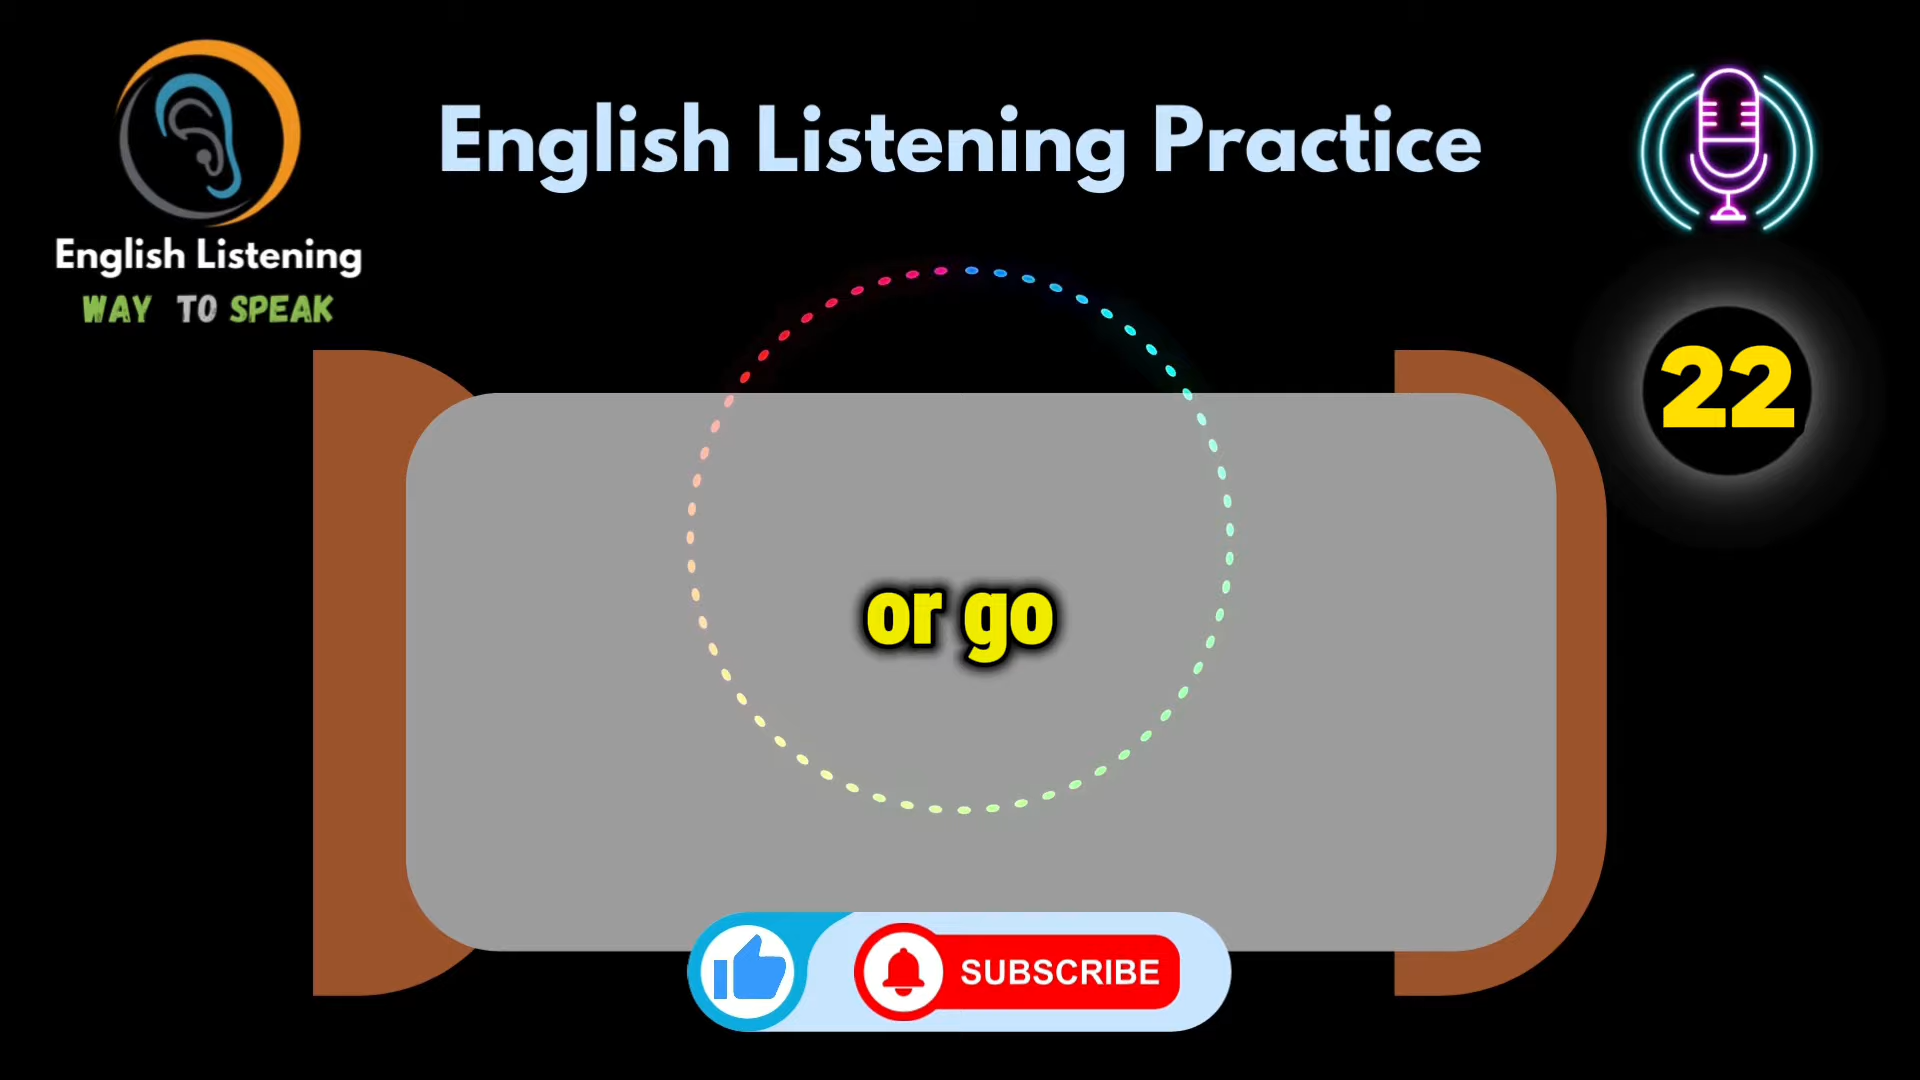 English Listening Practice
English Listening
WAY TO SPEAK
22
or go
SUBSCRIBE